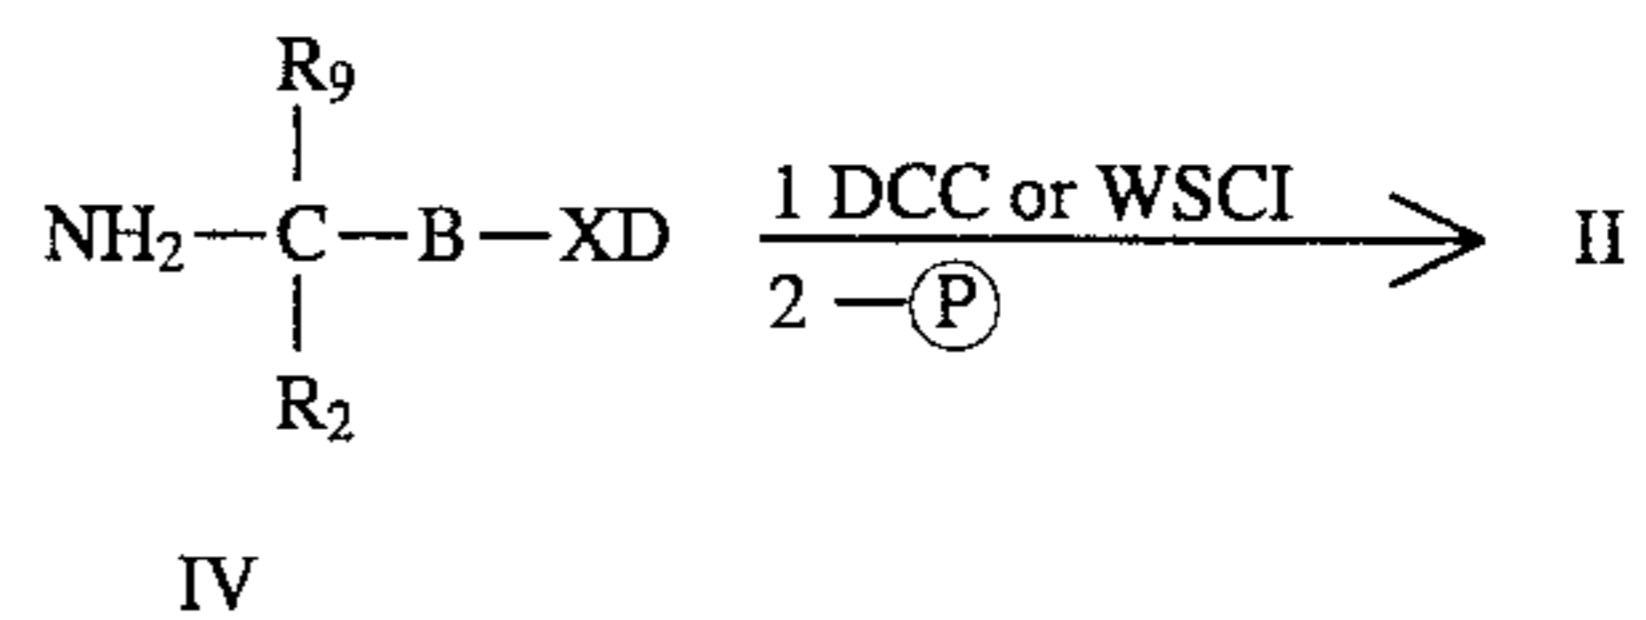 R9
NH2—C—B—XD
R2
IV
1 DCC or WSCI
2 —P
II